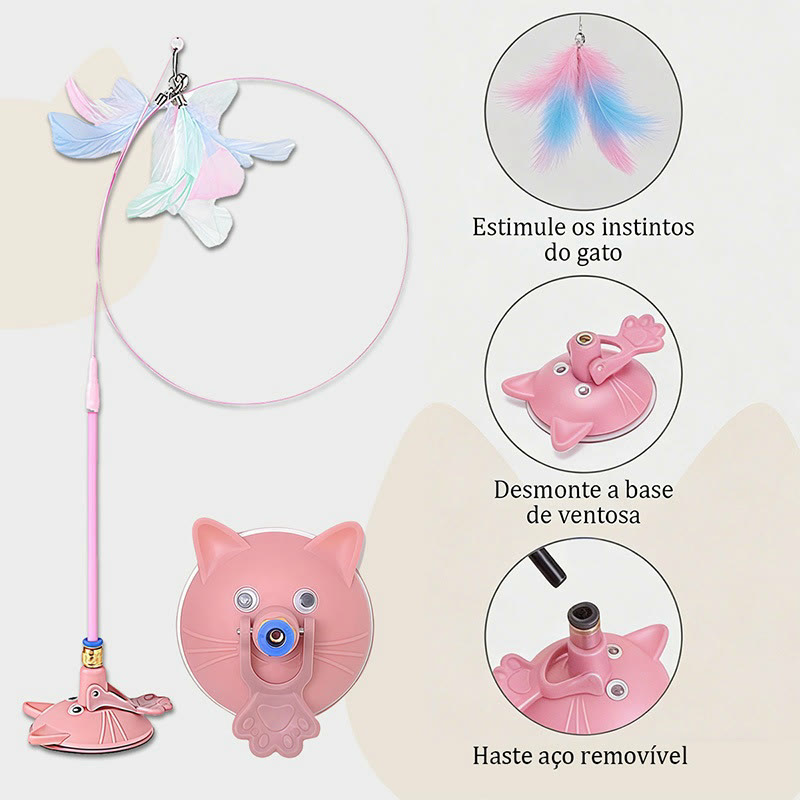 Estimule os instintos
do gato
Desmonte a base
de ventosa
Haste aço removível